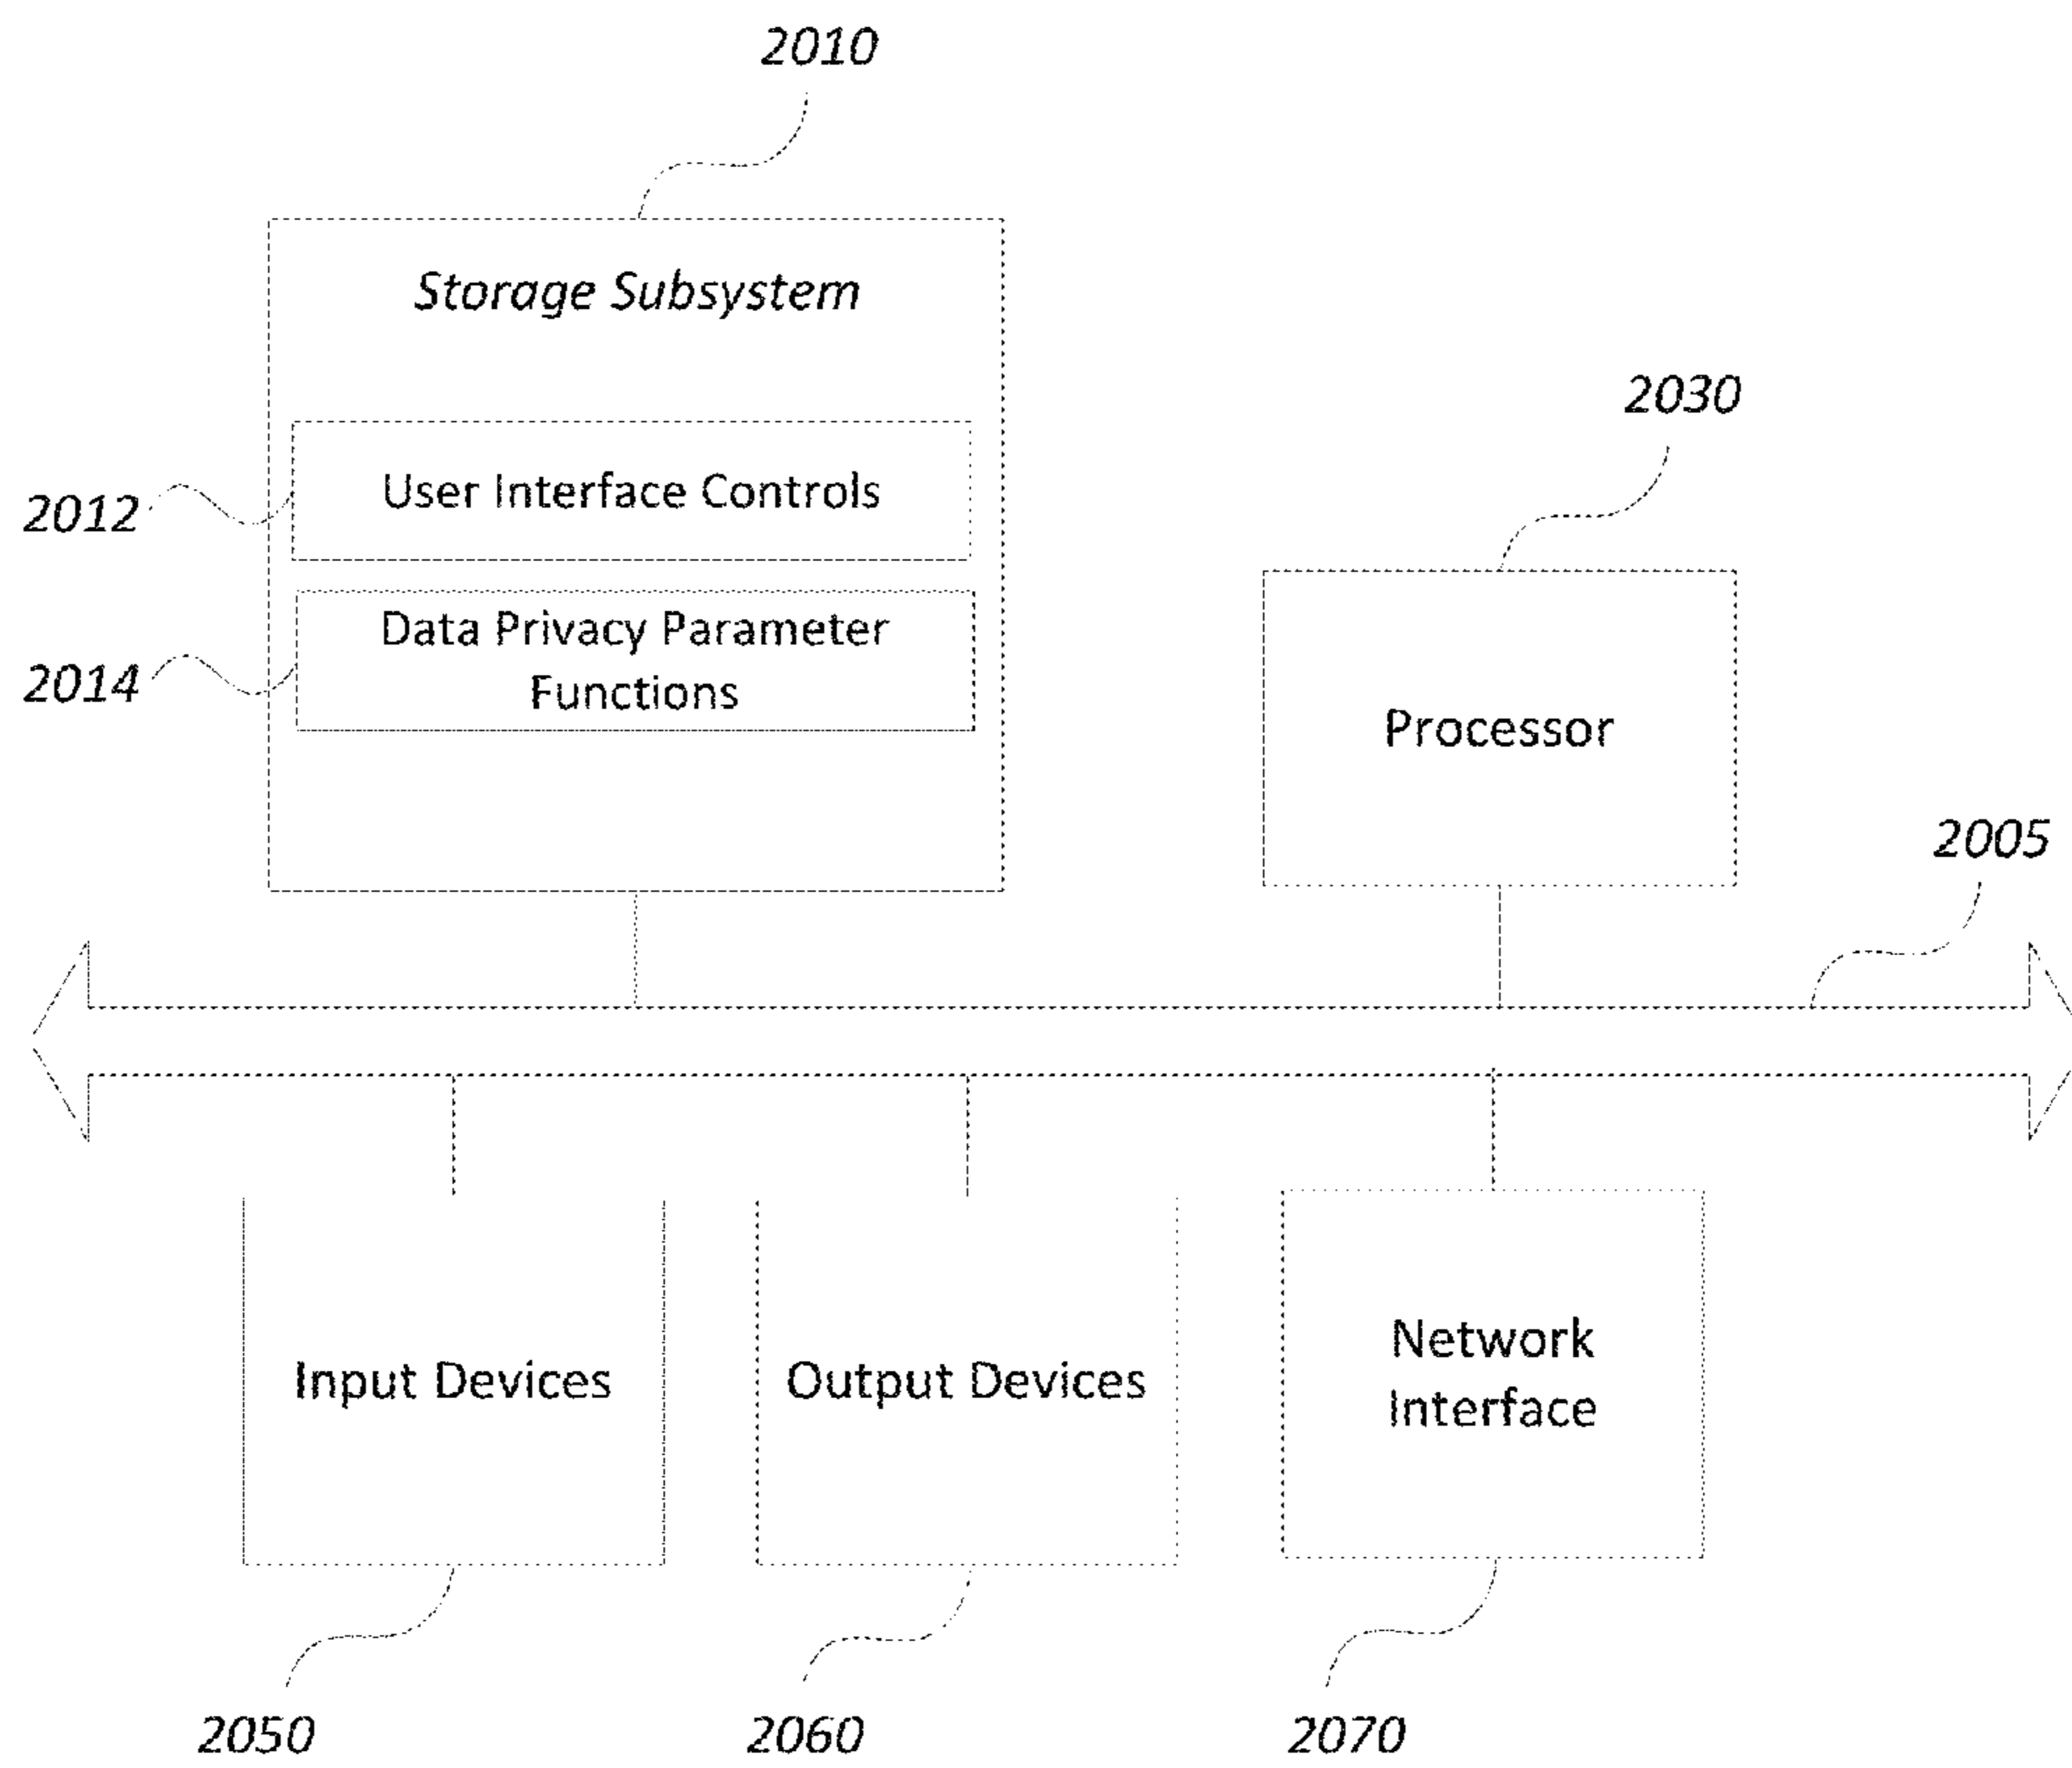 2010
Storage Subsystem
2030
User Interface Controls
2012
Data Privacy Parameter
Functions
2014
Processor
2005
Input Devices
Output Devices
Network
Interface
2050
2060
2070